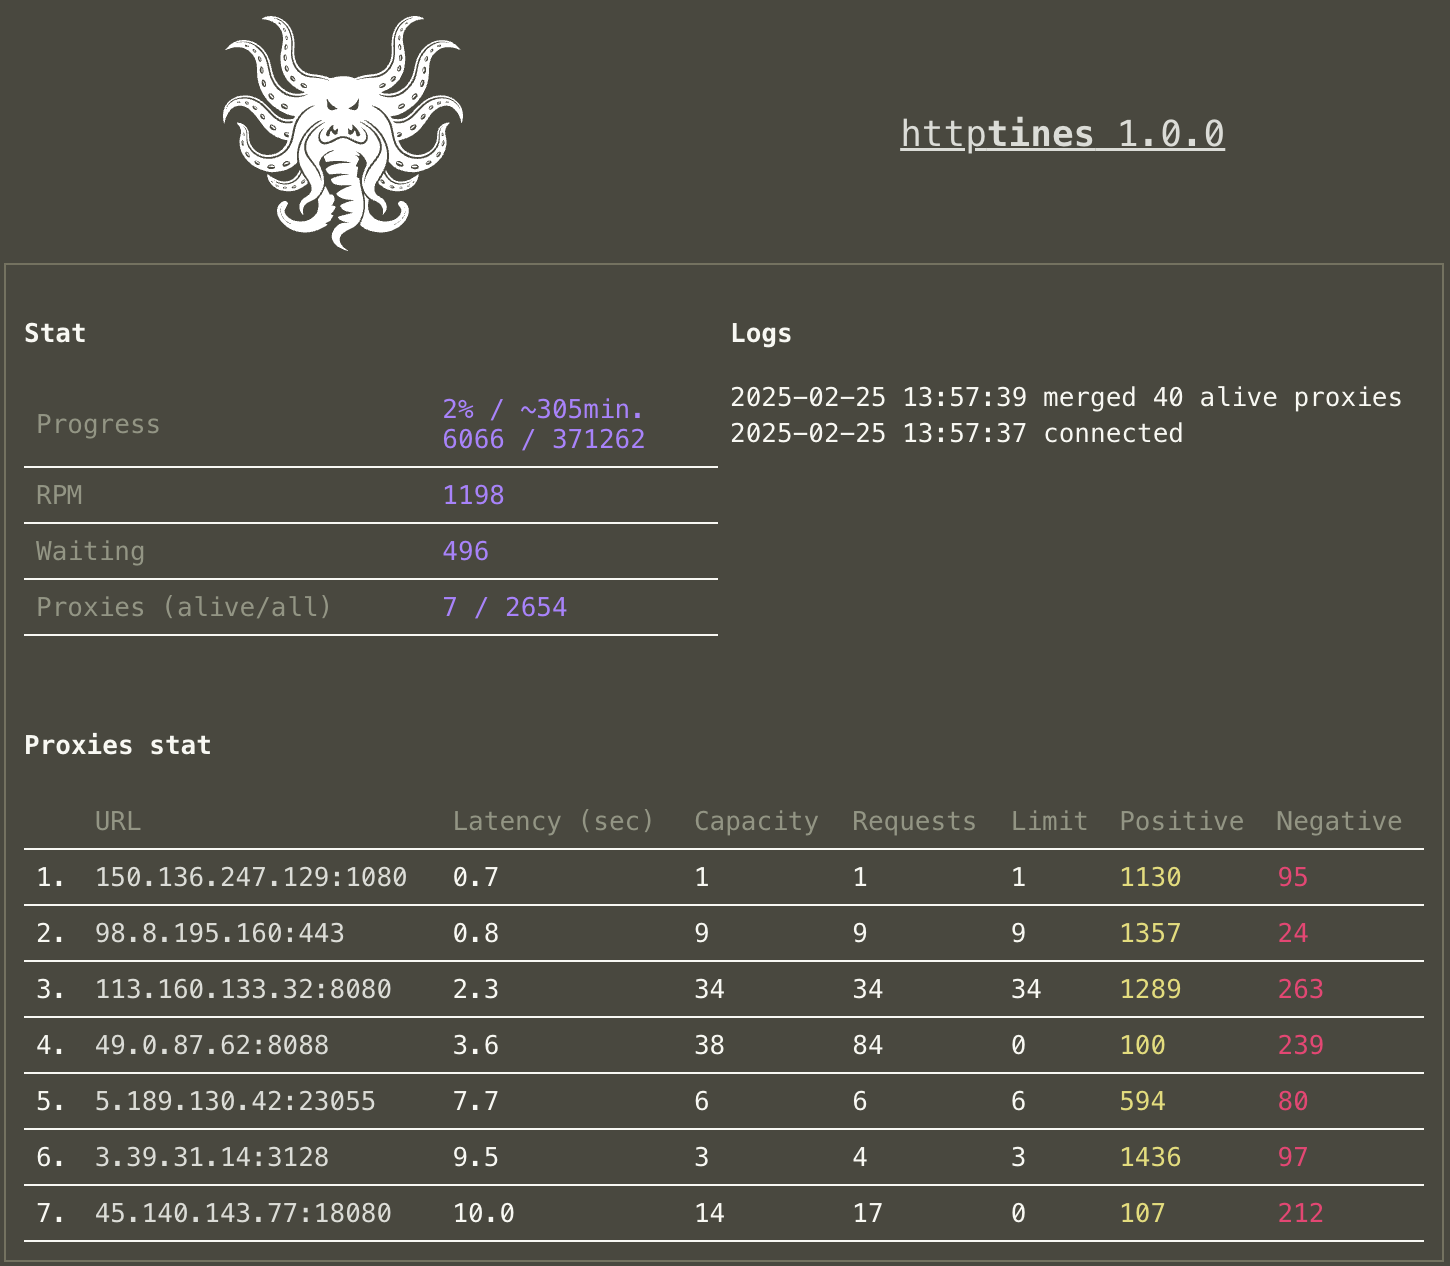 httptines 1.0.0
Stat
Progress 2% / ~305min.
6066 / 371262
RPM 1198
Waiting 496
Proxies (alive/all) 7 / 2654
Logs
2025-02-25 13:57:39 merged 40 alive proxies
2025-02-25 13:57:37 connected
Proxies stat
URL Latency (sec) Capacity Requests Limit Positive Negative
1. 150.136.247.129:1080 0.7 1 1 1 1130 95
2. 98.8.195.160:443 0.8 9 9 9 1357 24
3. 113.160.133.32:8080 2.3 34 34 34 1289 263
4. 49.0.87.62:8088 3.6 38 84 0 100 239
5. 5.189.130.42:23055 7.7 6 6 6 594 80
6. 3.39.31.14:3128 9.5 3 4 3 1436 97
7. 45.140.143.77:18080 10.0 14 17 0 107 212